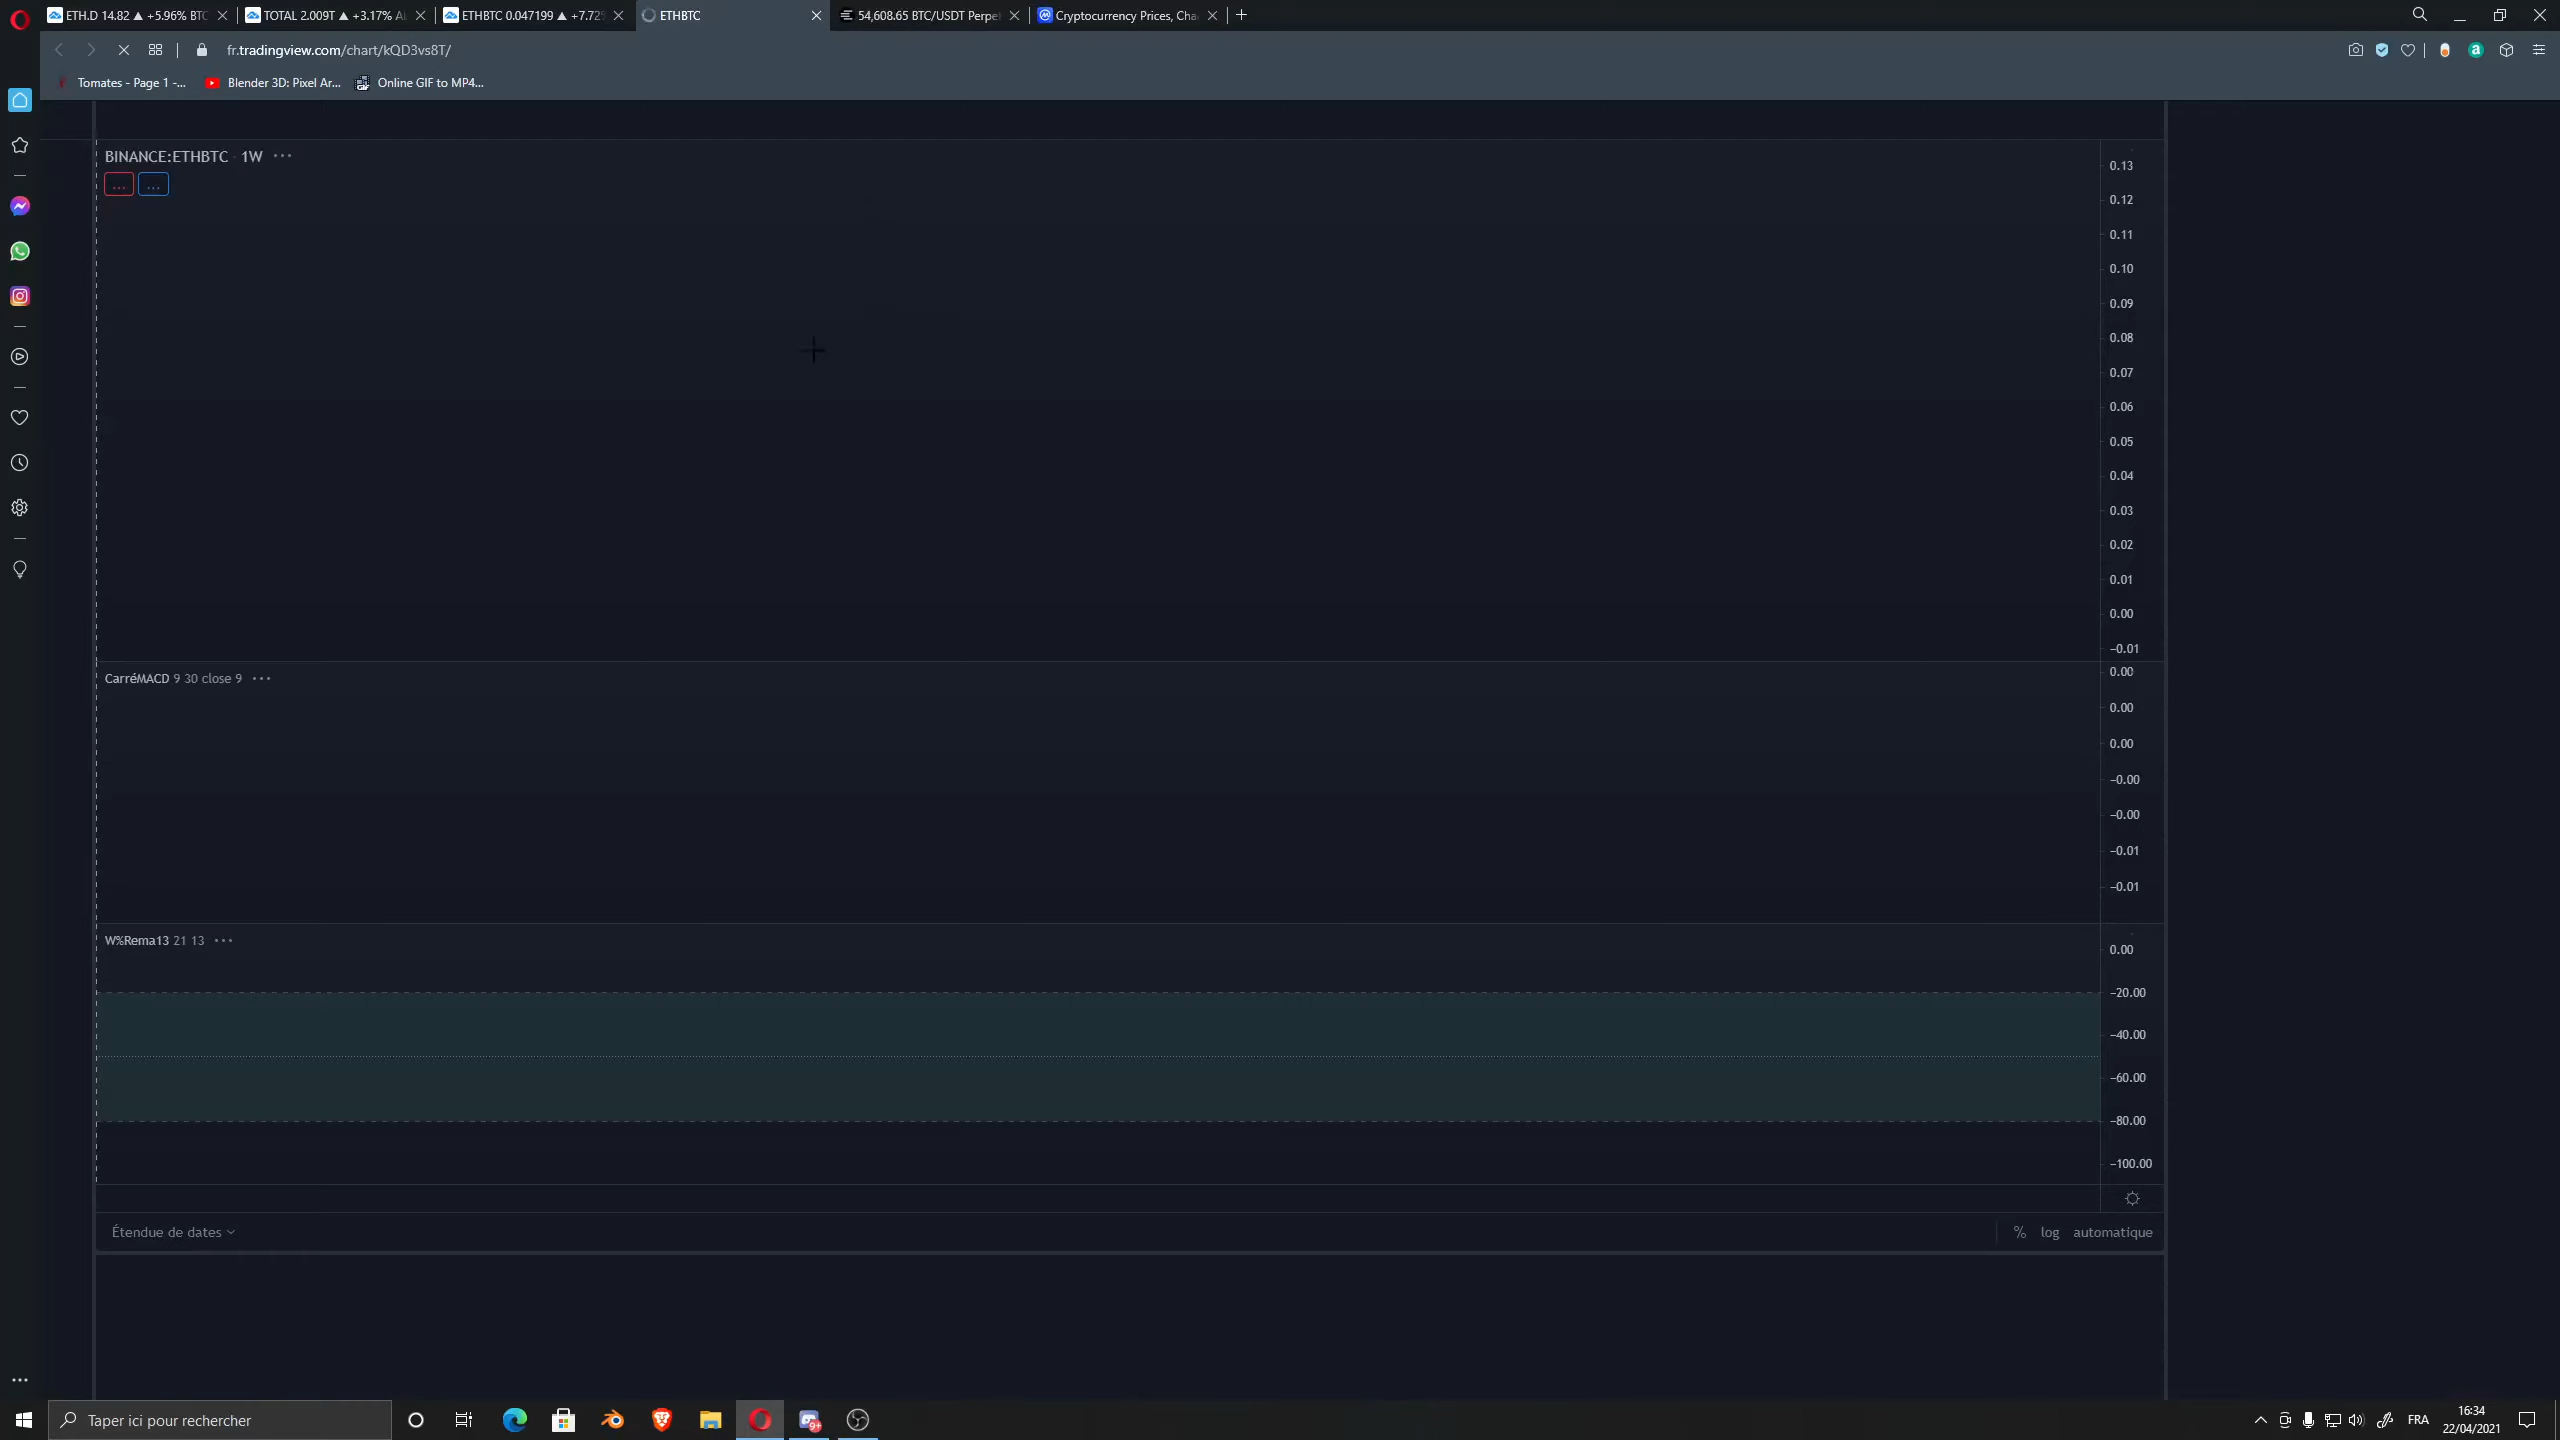 ETH.D 14.82 ▲ +5.96% BTC
TOTAL 2.009T ▲ +3.17% AL
ETHBTC 0.047199 ▲ +7.72%
ETHBTC
54,608.65 BTC/USDT Perpe
Cryptocurrency Prices, Cha
fr.tradingview.com/chart/kQD3vs8T/
Tomates - Page 1 -...
Blender 3D: Pixel Ar...
Online GIF to MP4...
BINANCE:ETHBTC · 1W ···
... ...
0.13
0.12
0.11
0.10
0.09
0.08
0.07
0.06
0.05
0.04
0.03
0.02
0.01
0.00
−0.01
CarréMACD 9 30 close 9 ···
0.00
0.00
0.00
−0.00
−0.00
−0.01
−0.01
W%Rema13 21 13 ···
0.00
−20.00
−40.00
−60.00
−80.00
−100.00
Étendue de dates
% log automatique
Taper ici pour rechercher
9+
FRA
16:34
22/04/2021